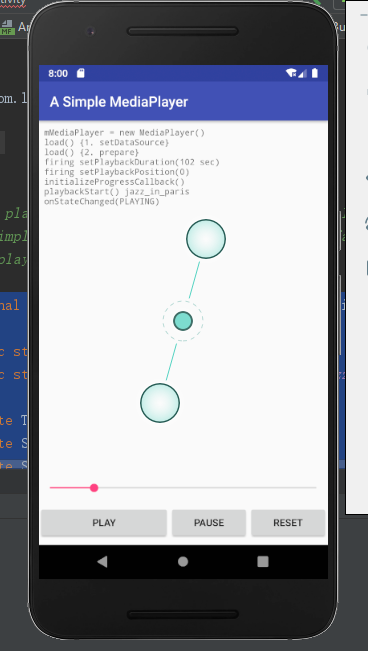 8:00
A Simple MediaPlayer
mMediaPlayer = new MediaPlayer()
load() {1. setDataSource}
load() {2. prepare}
firing setPlaybackDuration(102 sec)
firing setPlaybackPosition(0)
initializeProgressCallback()
playbackStart() jazz_in_paris
onStateChanged(PLAYING)
PLAY
PAUSE
RESET